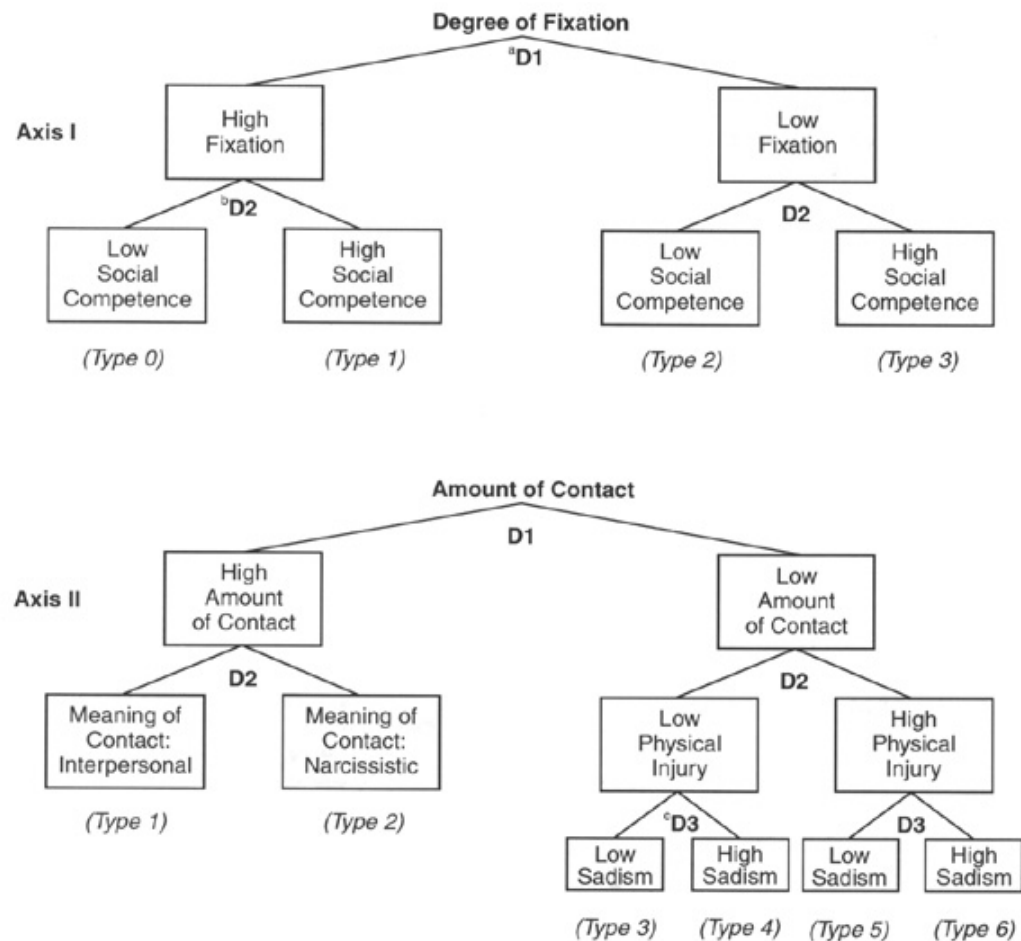 Degree of Fixation
ᵃD1
Axis I
High
Fixation
Low
Fixation
ᵇD2
D2
Low
Social
Competence
High
Social
Competence
Low
Social
Competence
High
Social
Competence
(Type 0)
(Type 1)
(Type 2)
(Type 3)
Amount of Contact
D1
Axis II
High
Amount
of Contact
Low
Amount
of Contact
D2
D2
Meaning of
Contact:
Interpersonal
Meaning of
Contact:
Narcissistic
Low
Physical
Injury
High
Physical
Injury
(Type 1)
(Type 2)
ᶜD3
D3
Low
Sadism
High
Sadism
Low
Sadism
High
Sadism
(Type 3)
(Type 4)
(Type 5)
(Type 6)